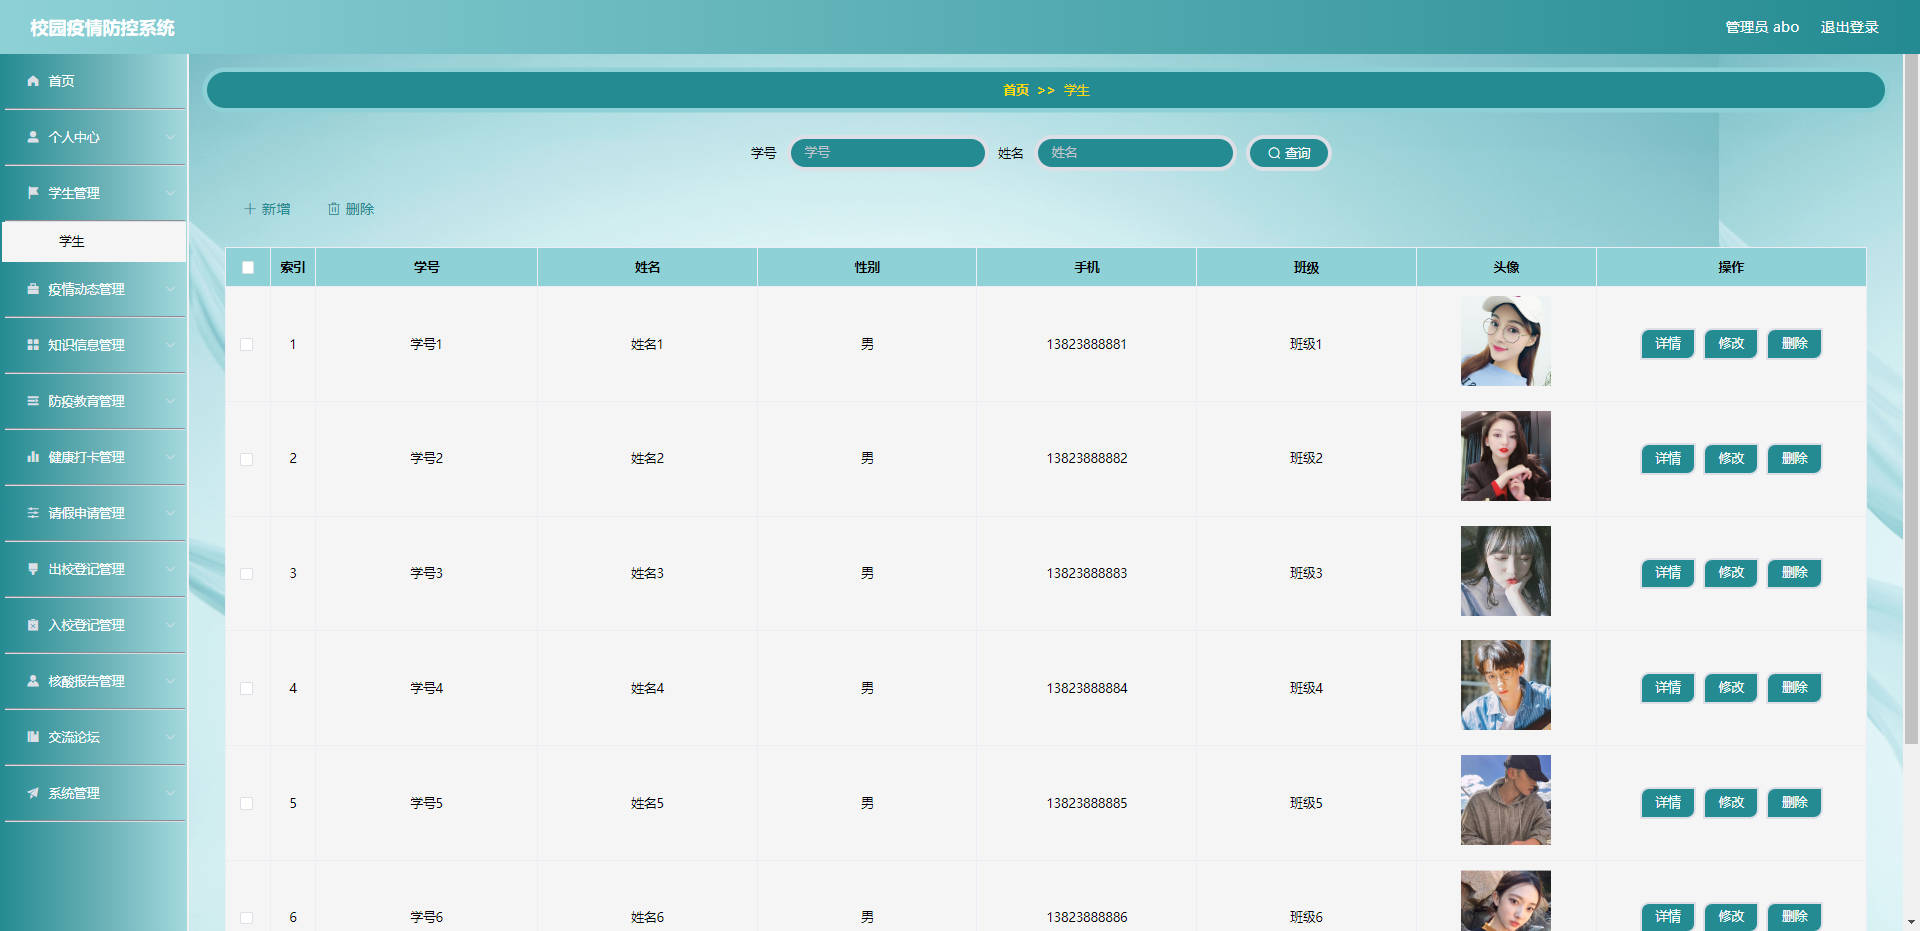 校园疫情防控系统
管理员 abo 退出登录
首页
个人中心
学生管理
学生
疫情动态管理
知识信息管理
防疫教育管理
健康打卡管理
请假申请管理
出校登记管理
入校登记管理
核酸报告管理
交流论坛
系统管理
首页 >> 学生
学号 学号 姓名 姓名 查询
新增 删除
索引 学号 姓名 性别 手机 班级 头像 操作
1 学号1 姓名1 男 13823888881 班级1 详情 修改 删除
2 学号2 姓名2 男 13823888882 班级2 详情 修改 删除
3 学号3 姓名3 男 13823888883 班级3 详情 修改 删除
4 学号4 姓名4 男 13823888884 班级4 详情 修改 删除
5 学号5 姓名5 男 13823888885 班级5 详情 修改 删除
6 学号6 姓名6 男 13823888886 班级6 详情 修改 删除